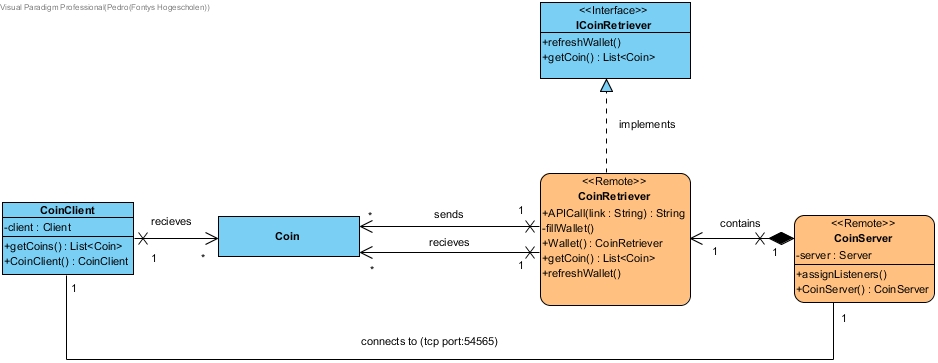 Visual Paradigm Professional(Pedro(Fontys Hogescholen))
<<Interface>>
ICoinRetriever
+refreshWallet()
+getCoin() : List<Coin>
implements
<<Remote>>
CoinRetriever
+APICall(link : String) : String
-fillWallet()
+Wallet() : CoinRetriever
+getCoin() : List<Coin>
+refreshWallet()
CoinClient
-client : Client
+getCoins() : List<Coin>
+CoinClient() : CoinClient
recieves
1
*
Coin
*
sends
1
*
recieves
1
contains
1
1
<<Remote>>
CoinServer
-server : Server
+assignListeners()
+CoinServer() : CoinServer
1
1
connects to (tcp port:54565)